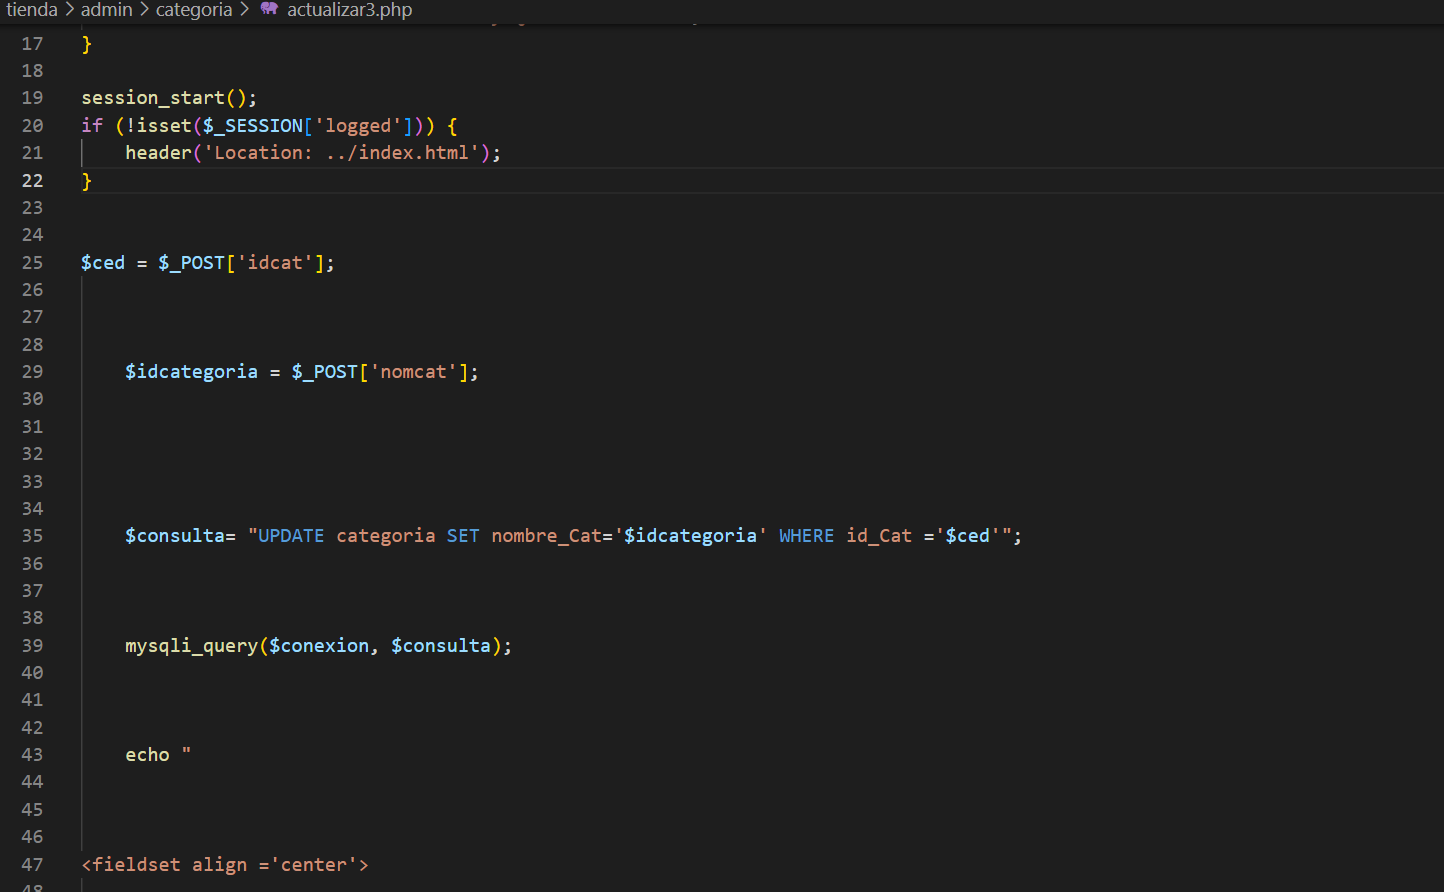 tienda > admin > categoria > actualizar3.php
17 }
18
19 session_start();
20 if (!isset($_SESSION['logged'])) {
21 header('Location: ../index.html');
22 }
23
24
25 $ced = $_POST['idcat'];
26
27
28
29 $idcategoria = $_POST['nomcat'];
30
31
32
33
34
35 $consulta= "UPDATE categoria SET nombre_Cat='$idcategoria' WHERE id_Cat ='$ced'";
36
37
38
39 mysqli_query($conexion, $consulta);
40
41
42
43 echo "
44
45
46
47 <fieldset align ='center'>
48